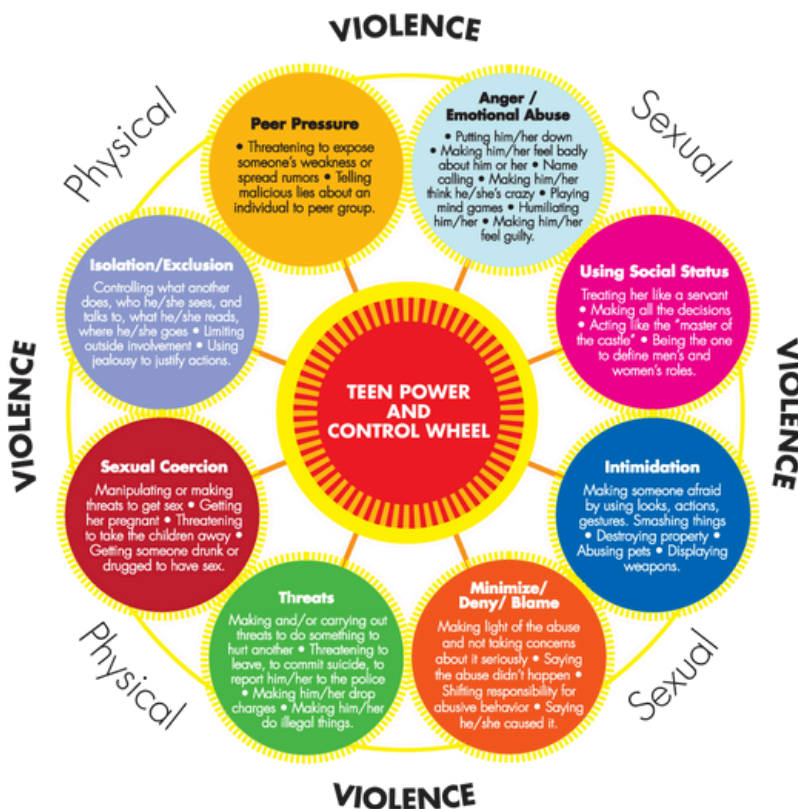 VIOLENCE
Physical
Sexual
Peer Pressure
• Threatening to expose
someone's weakness or
spread rumors • Telling
malicious lies about an
individual to peer group.
Anger /
Emotional Abuse
• Putting him/her down
• Making him/her feel badly
about him or her • Name
calling • Making him/her
think he/she's crazy • Playing
mind games • Humiliating
him/her • Making him/her
feel guilty.
Isolation/Exclusion
Controlling what another
does, who he/she sees, and
talks to, what he/she reads,
where he/she goes • Limiting
outside involvement • Using
jealousy to justify actions.
Using Social Status
Treating her like a servant
• Making all the decisions
• Acting like the "master of
the castle" • Being the one
to define men's and
women's roles.
VIOLENCE
TEEN POWER
AND
CONTROL WHEEL
VIOLENCE
Sexual Coercion
Manipulating or making
threats to get sex • Getting
her pregnant • Threatening
to take the children away •
Getting someone drunk or
drugged to have sex.
Intimidation
Making someone afraid
by using looks, actions,
gestures. Smashing things
• Destroying property •
Abusing pets • Displaying
weapons.
Threats
Making and/or carrying out
threats to do something to
hurt another • Threatening to
leave, to commit suicide, to
report him/her to the police
• Making him/her drop
charges • Making him/her
do illegal things.
Minimize/
Deny/ Blame
Making light of the abuse
and not taking concerns
about it seriously • Saying
the abuse didn't happen •
Shifting responsibility for
abusive behavior • Saying
he/she caused it.
Physical
Sexual
VIOLENCE